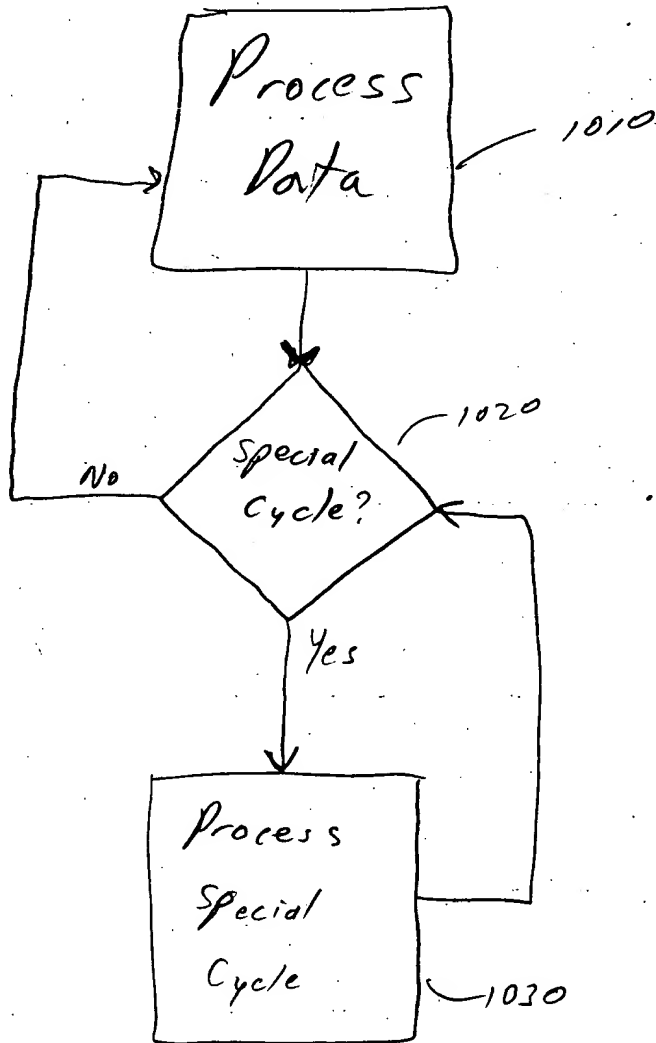 Process
Data
1010
1020
Special
Cycle?
No
Yes
Process
Special
Cycle
1030